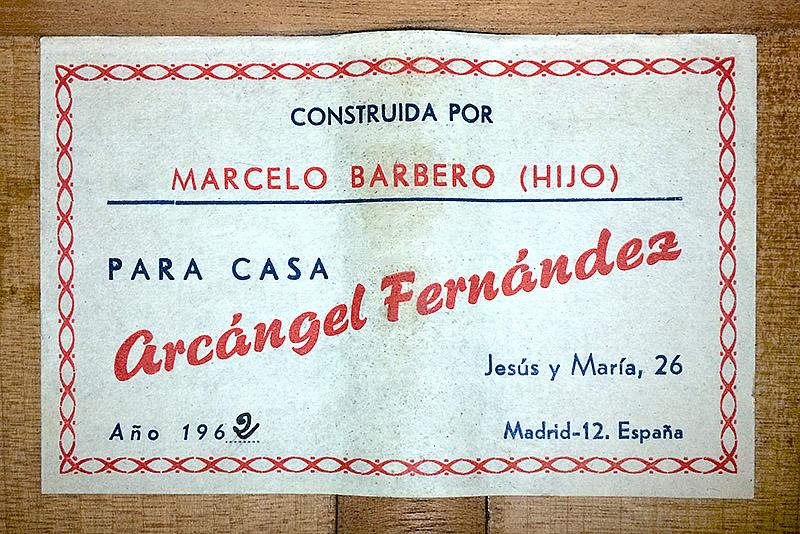 CONSTRUIDA POR
MARCELO BARBERO (HIJO)
PARA CASA
Arcángel Fernández
Jesús y María, 26
Año 1962
Madrid-12. España